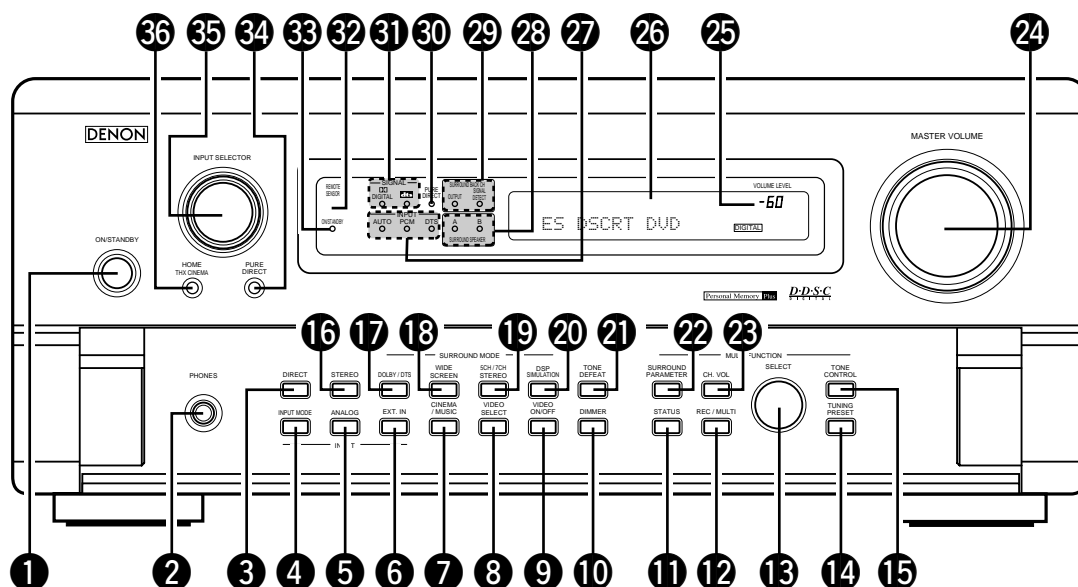 36 35 34 33 32 31 30 29 28 27 26 25 24
DENON
INPUT SELECTOR
ON/STANDBY
HOME
THX CINEMA
PURE
DIRECT
REMOTE
SENSOR
ON/STANDBY
SIGNAL
DIGITAL
dts
PURE
DIRECT
INPUT
AUTO PCM DTS
SURROUND BACK CH
SIGNAL
OUTPUT DETECT
A B
SURROUND SPEAKER
VOLUME LEVEL
-60
ES DSCRT DVD
DIGITAL
MASTER VOLUME
Personal Memory Plus
D·D·S·C
DIGITAL
16 17 18 19 20 21 22 23
SURROUND MODE
MULTI FUNCTION
PHONES
DIRECT
STEREO
DOLBY / DTS
WIDE
SCREEN
5CH / 7CH
STEREO
DSP
SIMULATION
TONE
DEFEAT
SURROUND
PARAMETER
CH. VOL
SELECT
TONE
CONTROL
INPUT MODE
ANALOG
EXT. IN
CINEMA
/ MUSIC
VIDEO
SELECT
VIDEO
ON/OFF
DIMMER
STATUS
REC / MULTI
TUNING
PRESET
1 2 3 4 5 6 7 8 9 10 11 12 13 14 15